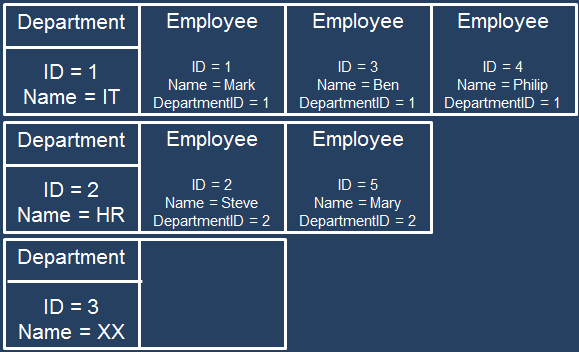 Department
ID = 1
Name = IT
Employee
ID = 1
Name = Mark
DepartmentID = 1
Employee
ID = 3
Name = Ben
DepartmentID = 1
Employee
ID = 4
Name = Philip
DepartmentID = 1
Department
ID = 2
Name = HR
Employee
ID = 2
Name = Steve
DepartmentID = 2
Employee
ID = 5
Name = Mary
DepartmentID = 2
Department
ID = 3
Name = XX